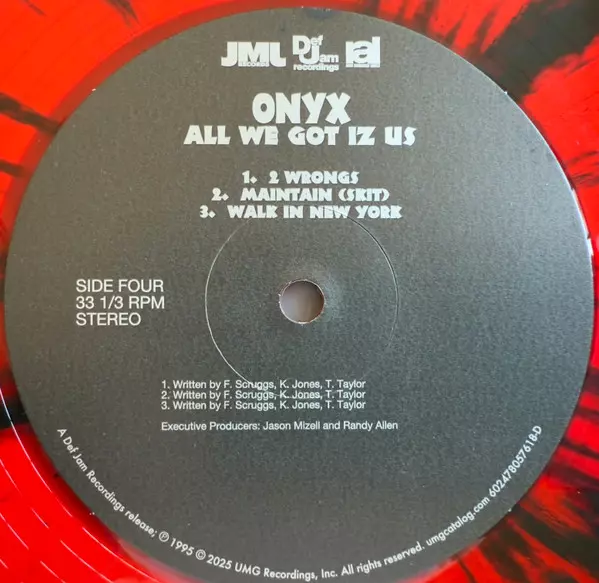 JMJ RECORDS Def Jam recordings ral
ONYX
ALL WE GOT IZ US
1. 2 WRONGS
2. MAINTAIN (SKIT)
3. WALK IN NEW YORK
SIDE FOUR
33 1/3 RPM
STEREO
1. Written by F. Scruggs, K. Jones, T. Taylor
2. Written by F. Scruggs, K. Jones, T. Taylor
3. Written by F. Scruggs, K. Jones, T. Taylor
Executive Producers: Jason Mizell and Randy Allen
A Def Jam Recordings release; ℗ 1995 © 2025 UMG Recordings, Inc. All rights reserved. umgcatalog.com 602478057618-D